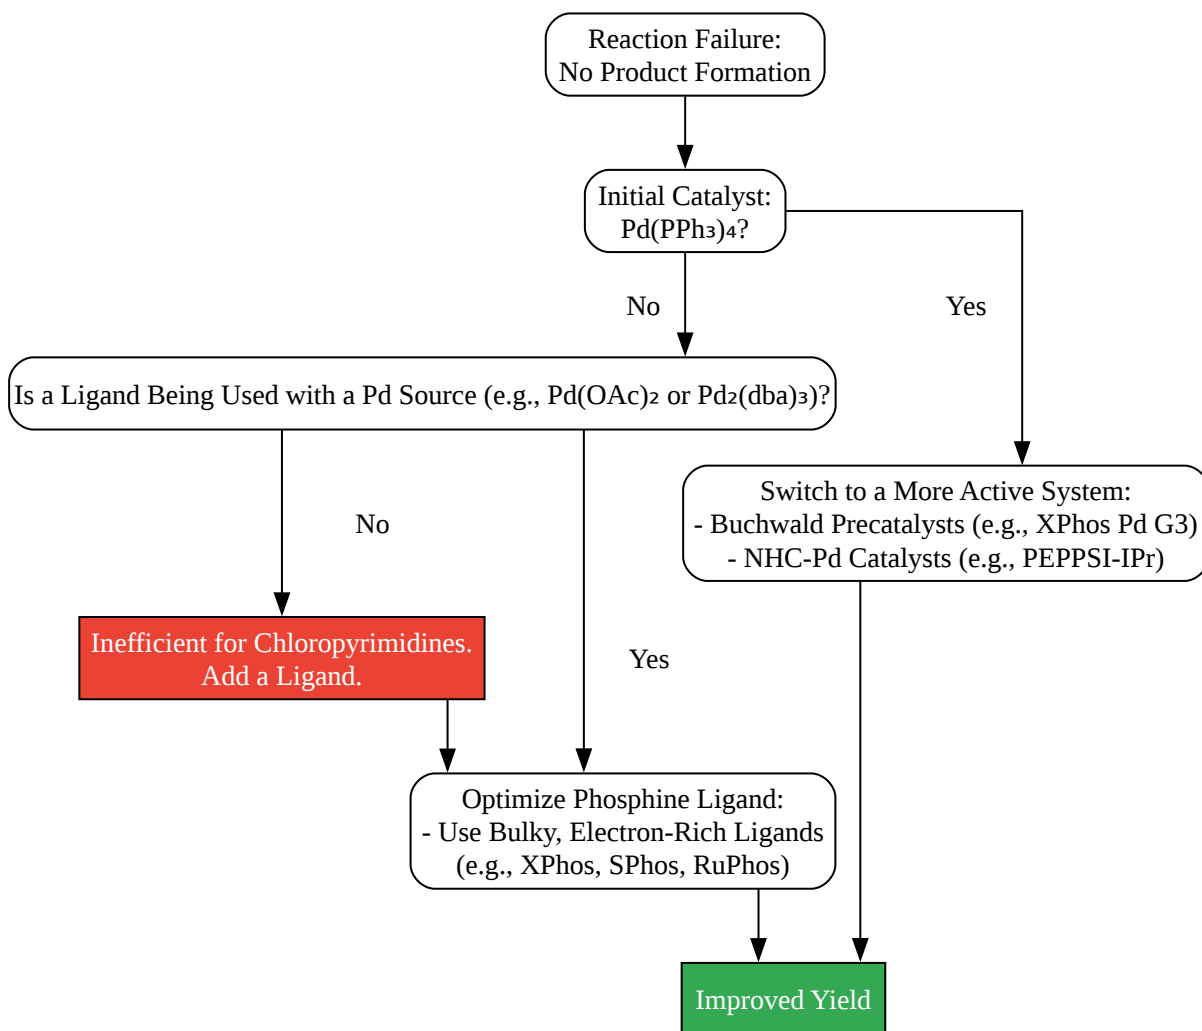 Reaction Failure:
No Product Formation
Initial Catalyst:
Pd(PPh₃)₄?
No
Yes
Is a Ligand Being Used with a Pd Source (e.g., Pd(OAc)₂ or Pd₂(dba)₃)?
Switch to a More Active System:
- Buchwald Precatalysts (e.g., XPhos Pd G3)
- NHC-Pd Catalysts (e.g., PEPPSI-IPr)
No
Yes
Inefficient for Chloropyrimidines.
Add a Ligand.
Optimize Phosphine Ligand:
- Use Bulky, Electron-Rich Ligands
(e.g., XPhos, SPhos, RuPhos)
Improved Yield